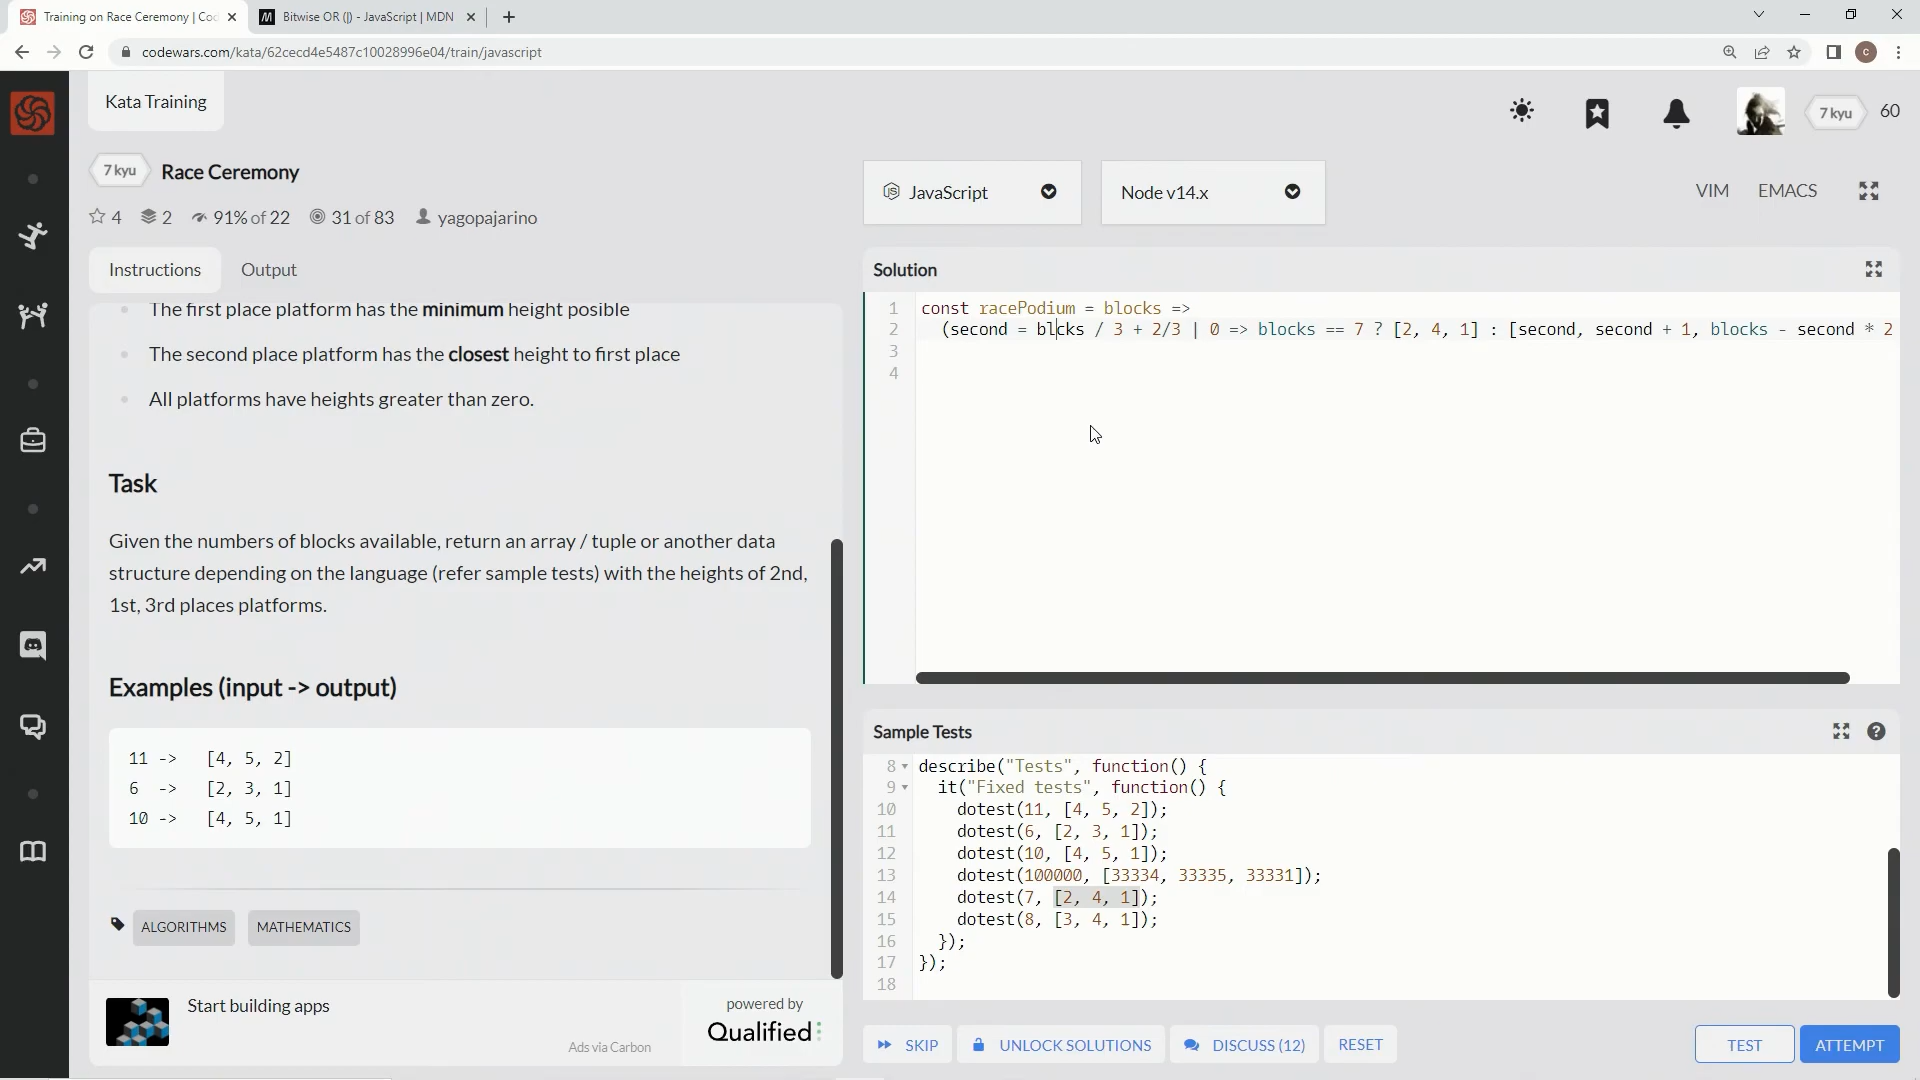 Training on Race Ceremony | Coo
Bitwise OR (|) - JavaScript | MDN
codewars.com/kata/62cecd4e5487c10028996e04/train/javascript
C
Kata Training
7 kyu
60
7 kyu
Race Ceremony
4
2
91% of 22
31 of 83
yagopajarino
JavaScript
Node v14.x
VIM
EMACS
Instructions
Output
The first place platform has the minimum height posible
The second place platform has the closest height to first place
All platforms have heights greater than zero.
Task
Given the numbers of blocks available, return an array / tuple or another data
structure depending on the language (refer sample tests) with the heights of 2nd,
1st, 3rd places platforms.
Examples (input -> output)
11 -> [4, 5, 2]
6 -> [2, 3, 1]
10 -> [4, 5, 1]
ALGORITHMS
MATHEMATICS
Start building apps
Ads via Carbon
powered by
Qualified
Solution
1 const racePodium = blocks =>
2 (second = blcks / 3 + 2/3 | 0 => blocks == 7 ? [2, 4, 1] : [second, second + 1, blocks - second * 2
3
4
Sample Tests
8 describe("Tests", function() {
9 it("Fixed tests", function() {
10 dotest(11, [4, 5, 2]);
11 dotest(6, [2, 3, 1]);
12 dotest(10, [4, 5, 1]);
13 dotest(100000, [33334, 33335, 33331]);
14 dotest(7, [2, 4, 1]);
15 dotest(8, [3, 4, 1]);
16 });
17 });
18
SKIP
UNLOCK SOLUTIONS
DISCUSS (12)
RESET
TEST
ATTEMPT